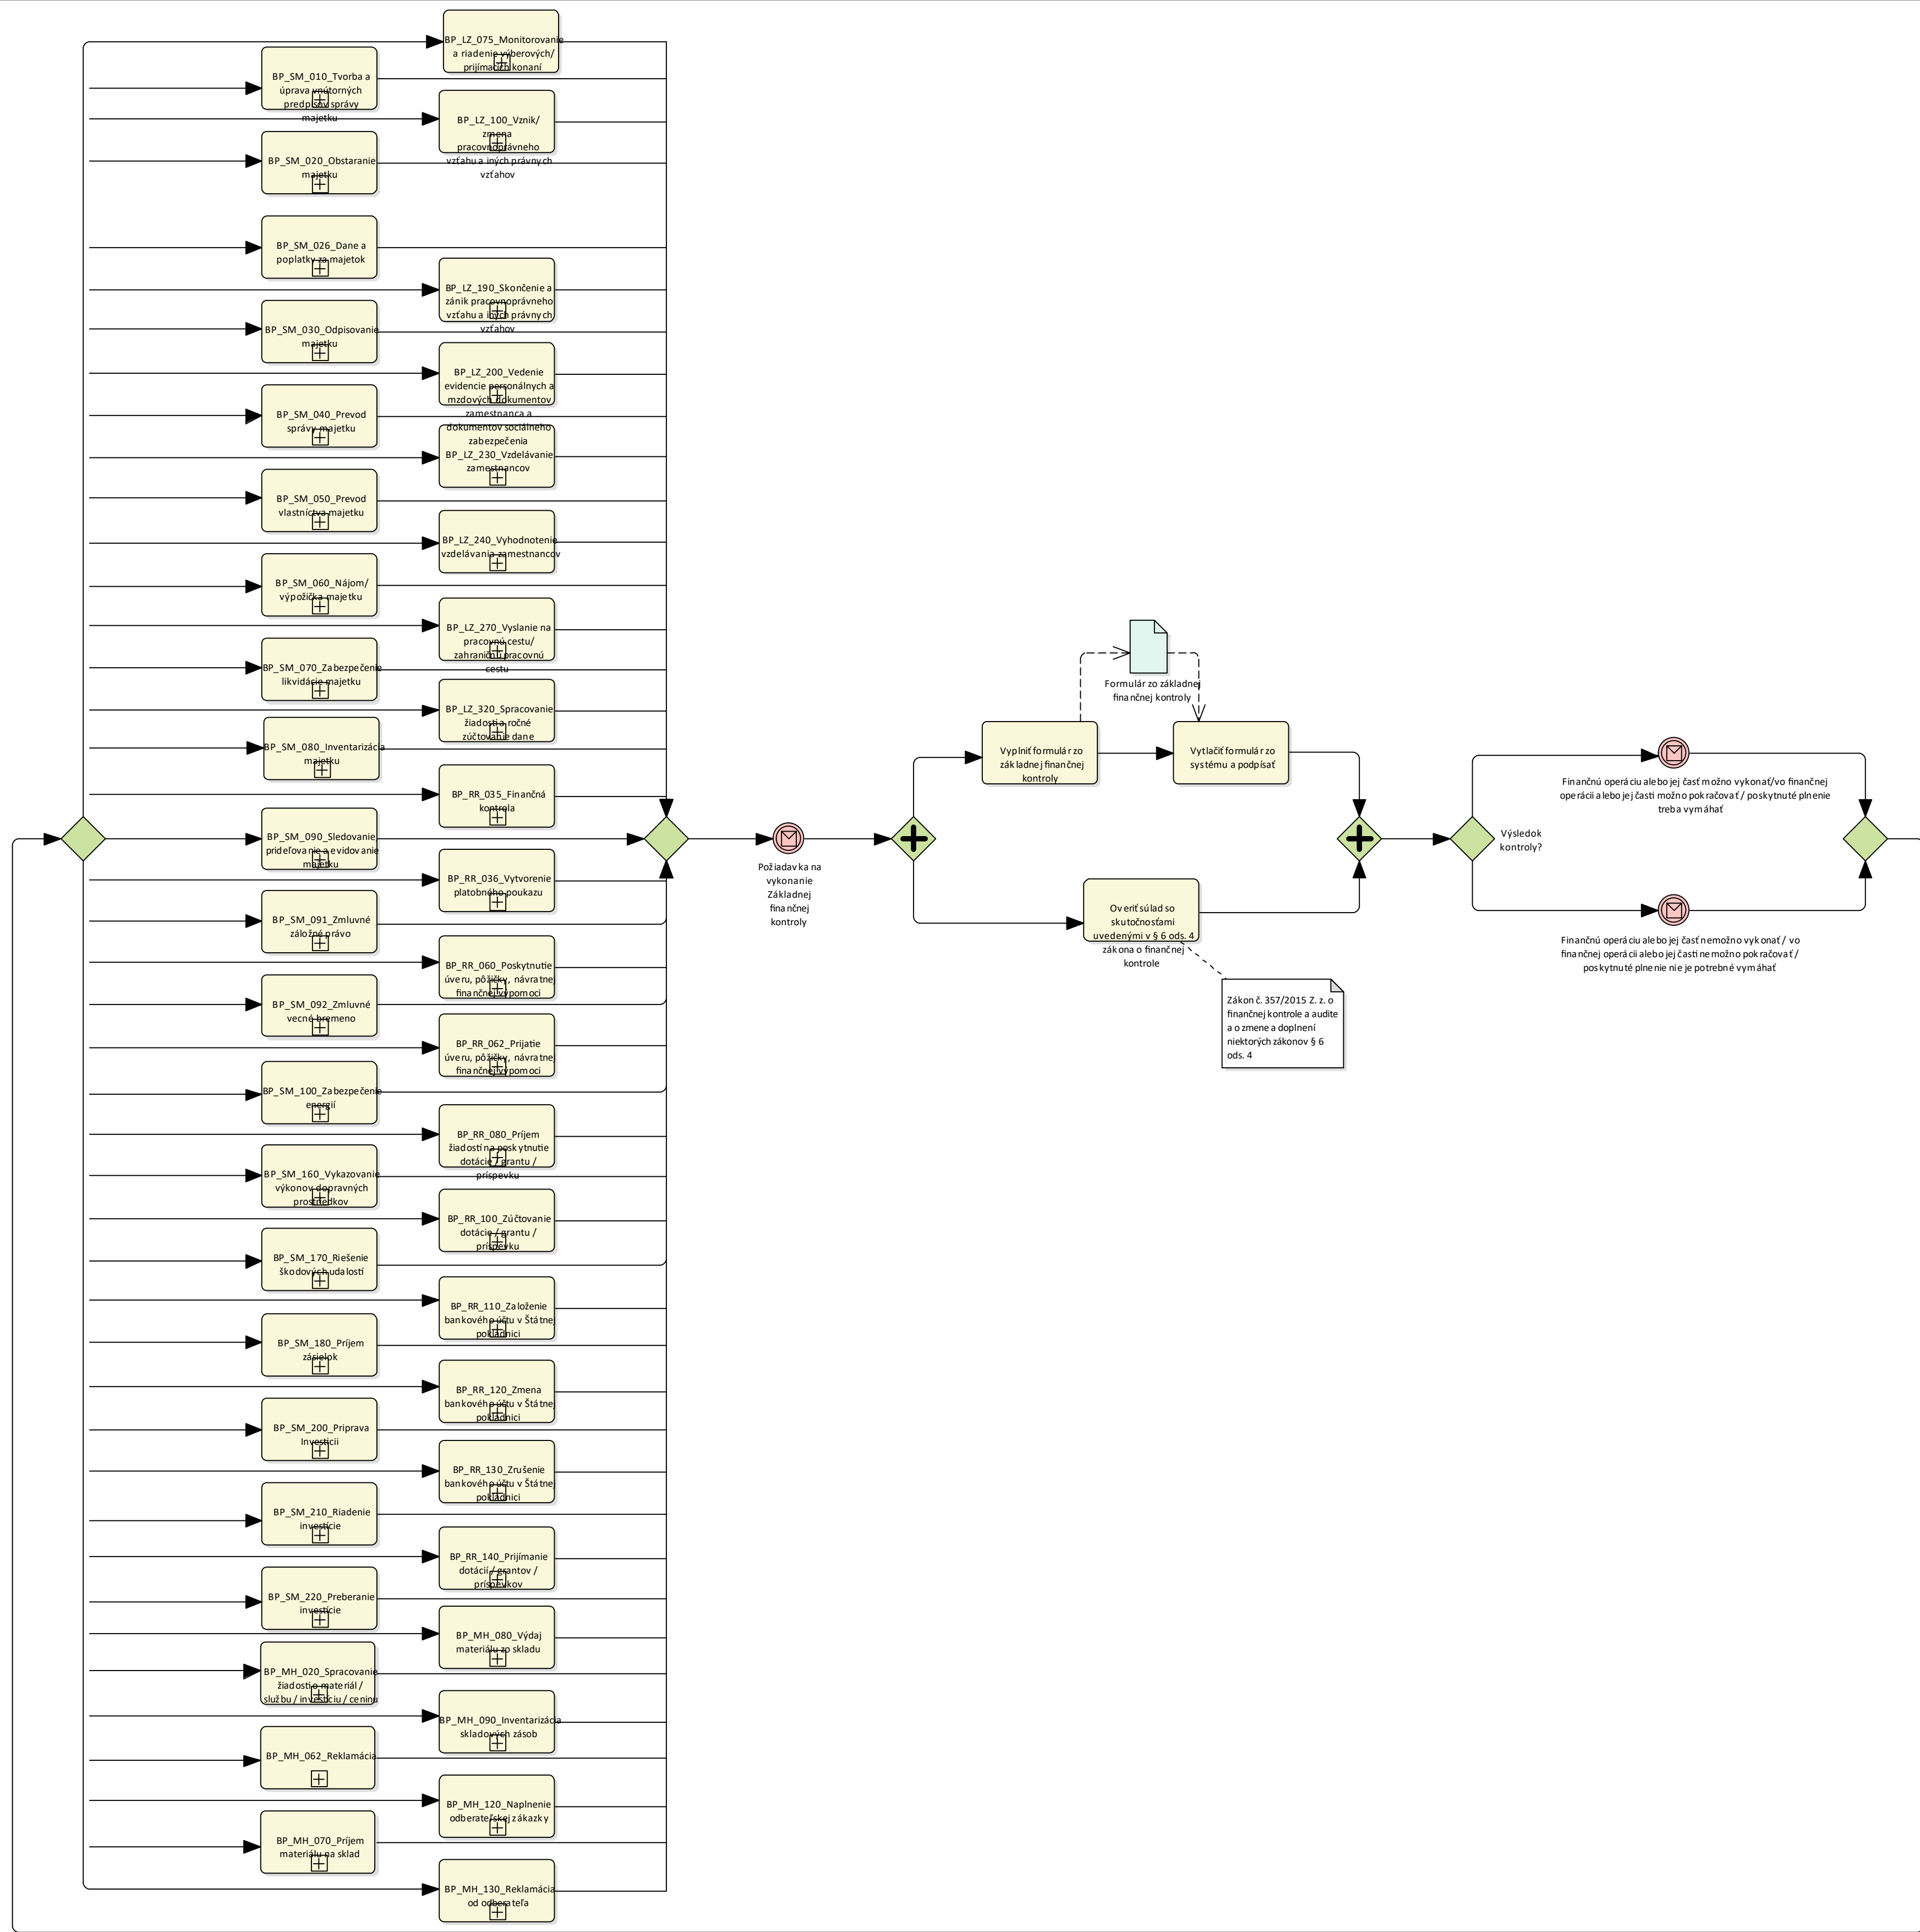 BP_LZ_075_Monitorovanie
a riadenie výberových/
prijímacích konaní
BP_SM_010_Tvorba a
úprava vnútorných
predpisov správy
majetku
BP_LZ_100_Vznik/
zmena
pracovnoprávneho
vzťahu a iných právnych
vzťahov
BP_SM_020_Obstaranie
majetku
BP_SM_026_Dane a
poplatky za majetok
BP_LZ_190_Skončenie a
zánik pracovnoprávneho
vzťahu a iných právnych
vzťahov
BP_SM_030_Odpisovanie
majetku
BP_LZ_200_Vedenie
evidencie personálnych a
mzdových dokumentov
zamestnanca a
dokumentov sociálneho
zabezpečenia
BP_SM_040_Prevod
správy majetku
BP_LZ_230_Vzdelávanie
zamestnancov
BP_SM_050_Prevod
vlastníctva majetku
BP_LZ_240_Vyhodnotenie
vzdelávania zamestnancov
BP_SM_060_Nájom/
výpožička majetku
BP_LZ_270_Vyslanie na
pracovnú cestu/
zahraničnú pracovnú
cestu
BP_SM_070_Zabezpečenie
likvidácie majetku
BP_LZ_320_Spracovanie
žiadosti a ročné
zúčtovanie dane
BP_SM_080_Inventarizácia
majetku
BP_RR_035_Finančná
kontrola
BP_SM_090_Sledovanie
prideľovanie a evidovanie
majetku
BP_RR_036_Vytvorenie
platobného poukazu
BP_SM_091_Zmluvné
záložné právo
BP_RR_060_Poskytnutie
úveru, pôžičky, návratnej
finančnej výpomoci
BP_SM_092_Zmluvné
vecné bremeno
BP_RR_062_Prijatie
úveru, pôžičky, návratnej
finančnej výpomoci
BP_SM_100_Zabezpečenie
energií
BP_RR_080_Príjem
žiadostí na poskytnutie
dotácie / grantu /
príspevku
BP_SM_160_Vykazovanie
výkonov dopravných
prostriedkov
BP_RR_100_Zúčtovanie
dotácie / grantu /
príspevku
BP_SM_170_Riešenie
škodových udalostí
BP_RR_110_Založenie
bankového účtu v Štátnej
pokladnici
BP_SM_180_Príjem
zásielok
BP_RR_120_Zmena
bankového účtu v Štátnej
pokladnici
BP_SM_200_Priprava
Investicii
BP_RR_130_Zrušenie
bankového účtu v Štátnej
pokladnici
BP_SM_210_Riadenie
investície
BP_RR_140_Prijímanie
dotácií / grantov /
príspevkov
BP_SM_220_Preberanie
investície
BP_MH_080_Výdaj
materiálu zo skladu
BP_MH_020_Spracovanie
žiadosti o materiál /
službu / investíciu / ceninu
BP_MH_090_Inventarizácia
skladových zásob
BP_MH_062_Reklamácia
BP_MH_120_Naplnenie
odberateľskej zákazky
BP_MH_070_Príjem
materiálu na sklad
BP_MH_130_Reklamácia
od odberateľa
Požiadavka na
vykonanie
Základnej
finančnej
kontroly
Formulár zo základnej
finančnej kontroly
Vyplniť formulár zo
základnej finančnej
kontroly
Vytlačiť formulár zo
systému a podpísať
Overiť súlad so
skutočnosťami
uvedenými v § 6 ods. 4
zákona o finančnej
kontrole
Zákon č. 357/2015 Z. z. o
finančnej kontrole a audite
a o zmene a doplnení
niektorých zákonov § 6
ods. 4
Výsledok
kontroly?
Finančnú operáciu alebo jej časť možno vykonať/vo finančnej
operácii alebo jej časti možno pokračovať / poskytnuté plnenie
treba vymáhať
Finančnú operáciu alebo jej časť nemožno vykonať / vo
finančnej operácii alebo jej časti nemožno pokračovať /
poskytnuté plnenie nie je potrebné vymáhať